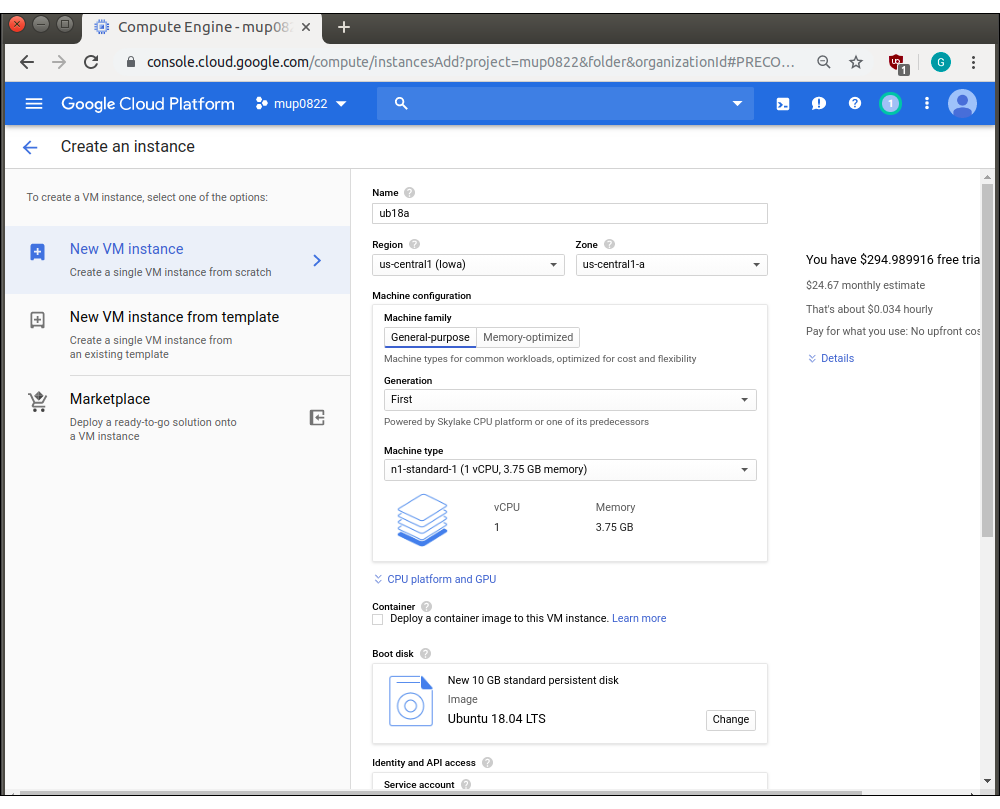 Compute Engine - mup082
console.cloud.google.com/compute/instancesAdd?project=mup0822&folder&organizationId#PRECO...
1
G
Google Cloud Platform
mup0822
1
Create an instance
To create a VM instance, select one of the options:
New VM instance
Create a single VM instance from scratch
New VM instance from template
Create a single VM instance from
an existing template
Marketplace
Deploy a ready-to-go solution onto
a VM instance
Name
ub18a
Region
Zone
us-central1 (Iowa)
us-central1-a
Machine configuration
Machine family
General-purpose
Memory-optimized
Machine types for common workloads, optimized for cost and flexibility
Generation
First
Powered by Skylake CPU platform or one of its predecessors
Machine type
n1-standard-1 (1 vCPU, 3.75 GB memory)
vCPU
Memory
1
3.75 GB
CPU platform and GPU
Container
Deploy a container image to this VM instance. Learn more
Boot disk
New 10 GB standard persistent disk
Image
Ubuntu 18.04 LTS
Change
Identity and API access
Service account
You have $294.989916 free tria
$24.67 monthly estimate
That's about $0.034 hourly
Pay for what you use: No upfront cos
Details